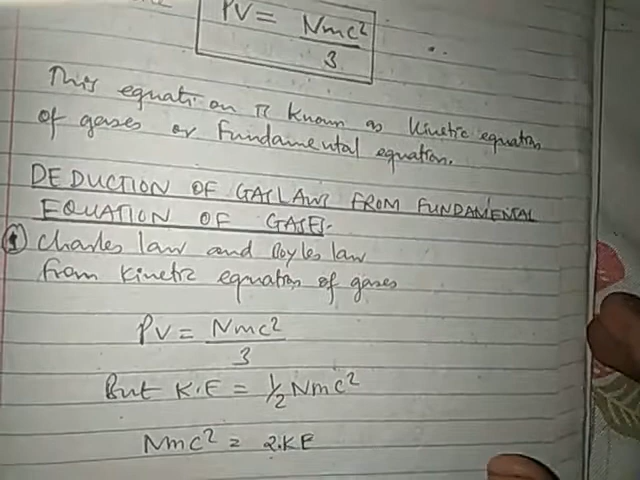 PV = Nmc²
3
This equation is known as kinetic equation
of gases or Fundamental equation.
DEDUCTION OF GAS LAWS FROM FUNDAMENTAL
EQUATION OF GASES.
① Charles law and Boyles law
from kinetic equation of gases
PV = Nmc²
3
But K.E = 1/2 Nmc²
Nmc² = 2.KE